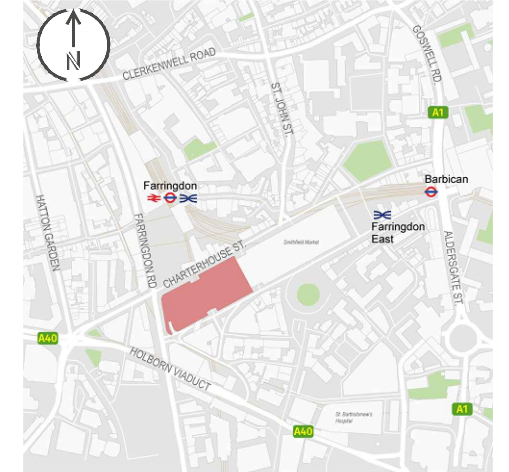 N
CLERKENWELL ROAD
GOSWELL RD.
ST. JOHN ST.
A1
Farringdon
Barbican
HATTON GARDEN
FARRINGDON RD
Farringdon
East
CHARTERHOUSE ST.
Smithfield Market
ALDERSGATE ST.
A40
HOLBORN VIADUCT
A1
St. Bartholomew's
Hospital
A40